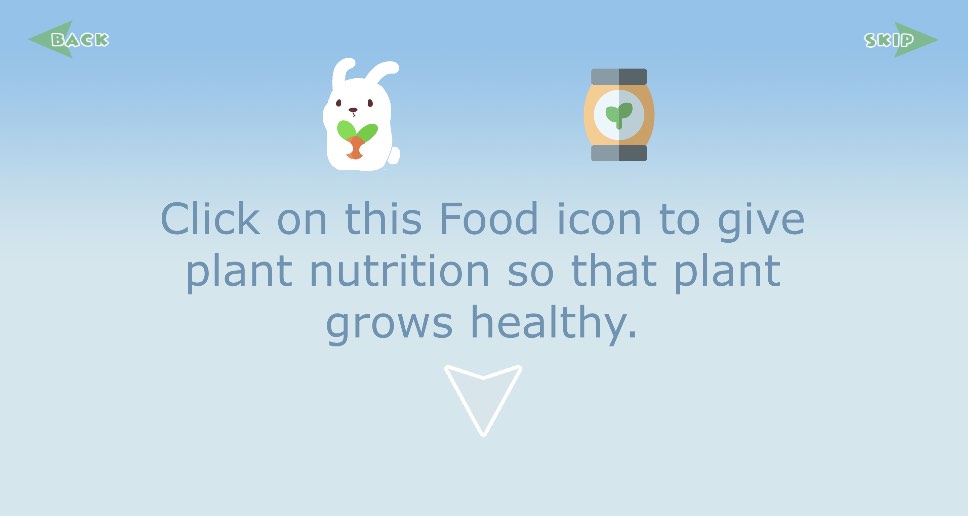 BACK
SKIP
Click on this Food icon to give
plant nutrition so that plant
grows healthy.